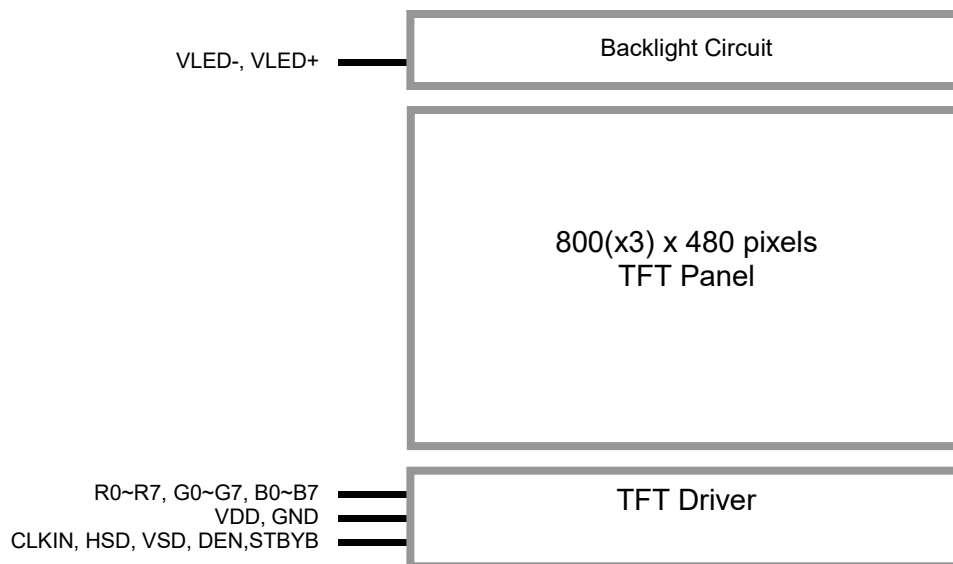 Backlight Circuit
VLED-, VLED+
800(x3) x 480 pixels
TFT Panel
R0~R7, G0~G7, B0~B7
VDD, GND
CLKIN, HSD, VSD, DEN,STBYB
TFT Driver